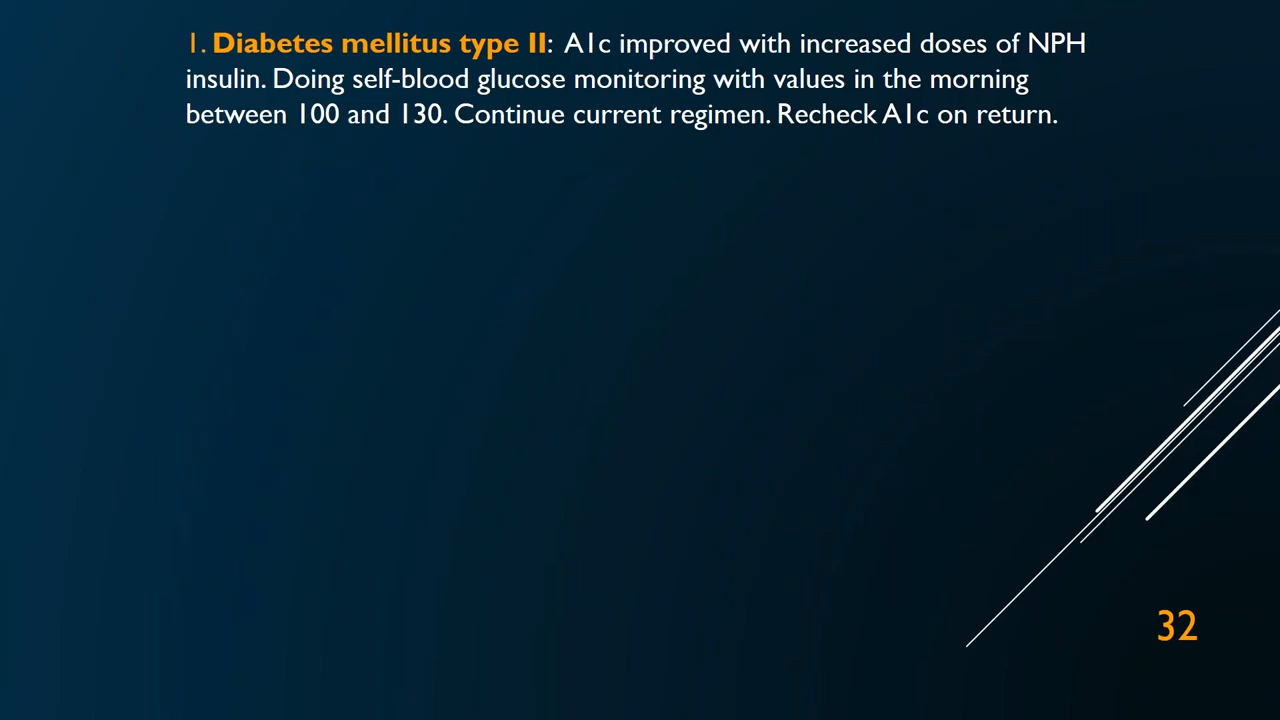 1. Diabetes mellitus type II: A1c improved with increased doses of NPH
insulin. Doing self-blood glucose monitoring with values in the morning
between 100 and 130. Continue current regimen. Recheck A1c on return.
32